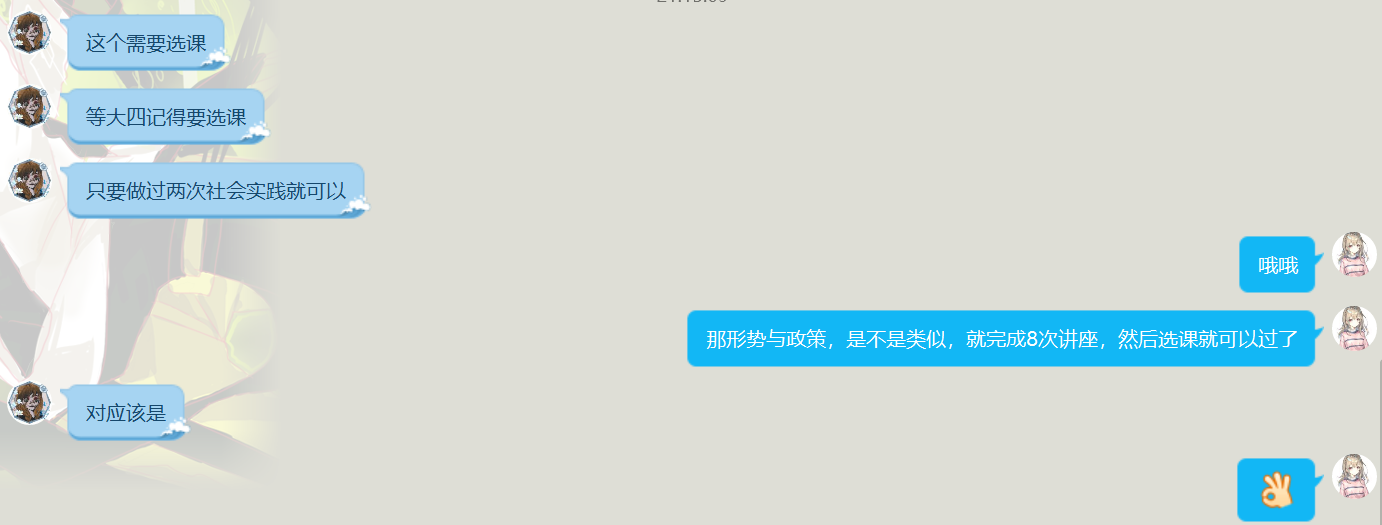 这个需要选课
等大四记得要选课
只要做过两次社会实践就可以
哦哦
那形势与政策，是不是类似，就完成8次讲座，然后选课就可以过了
对应该是
👌